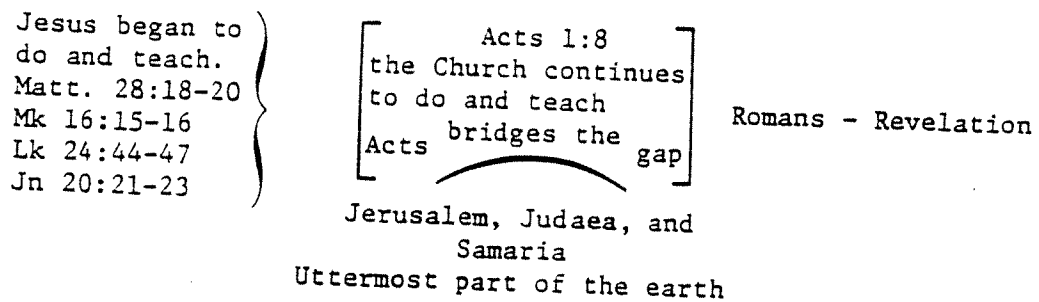 Jesus began to
do and teach.
Matt. 28:18-20
Mk 16:15-16
Lk 24:44-47
Jn 20:21-23
Acts 1:8
the Church continues
to do and teach
Acts bridges the gap
Romans - Revelation
Jerusalem, Judaea, and
Samaria
Uttermost part of the earth